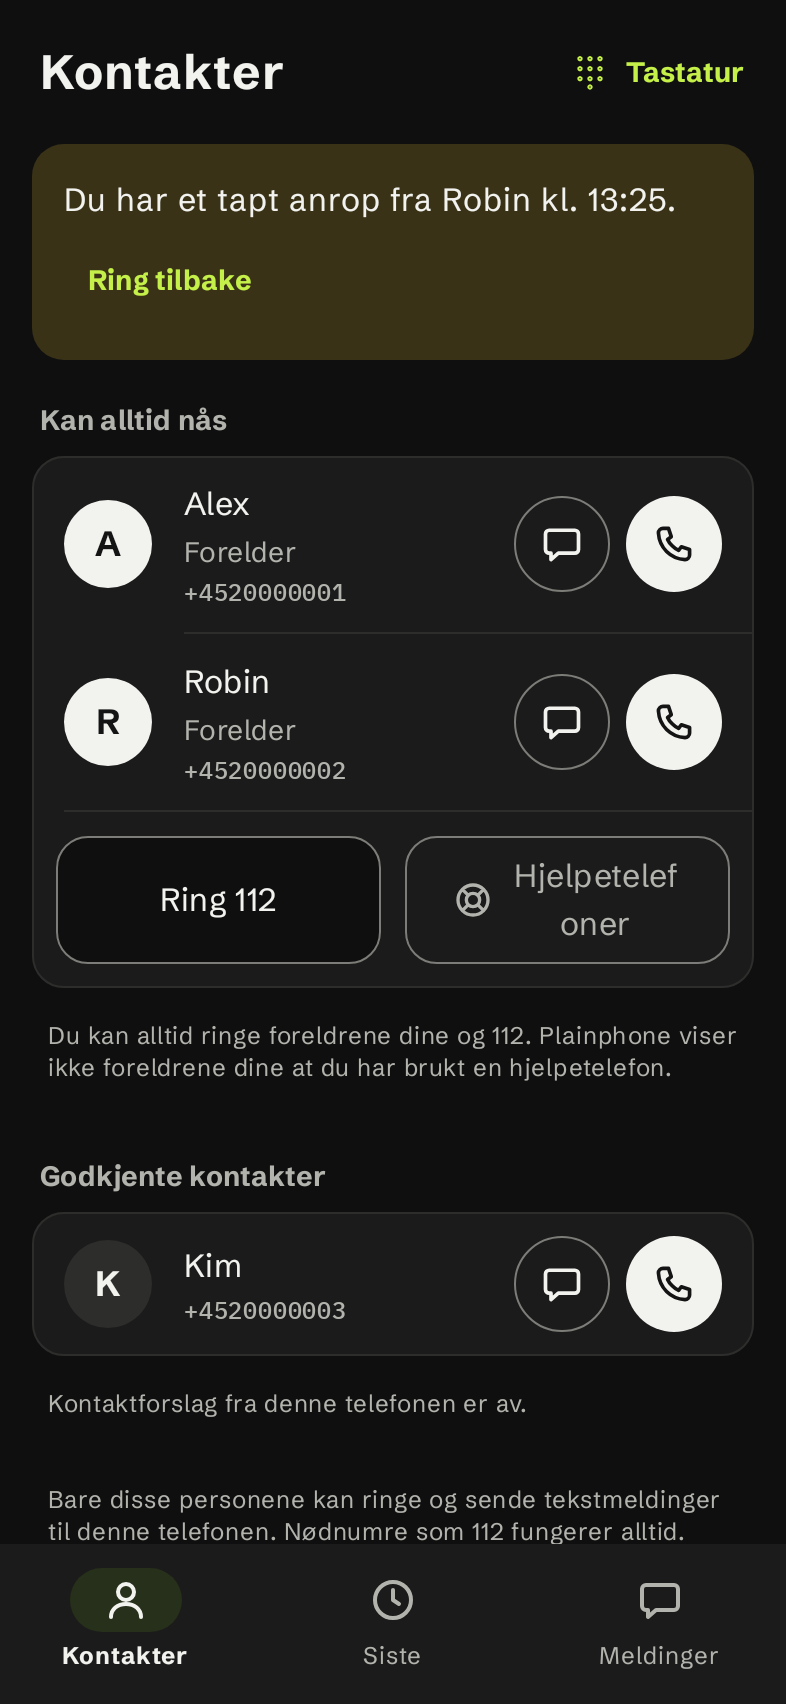 Kontakter
Tastatur
Du har et tapt anrop fra Robin kl. 13:25.
Ring tilbake
Kan alltid nås
A
Alex
Forelder
+4520000001
R
Robin
Forelder
+4520000002
Ring 112
Hjelpetelef
oner
Du kan alltid ringe foreldrene dine og 112. Plainphone viser
ikke foreldrene dine at du har brukt en hjelpetelefon.
Godkjente kontakter
K
Kim
+4520000003
Kontaktforslag fra denne telefonen er av.
Bare disse personene kan ringe og sende tekstmeldinger
til denne telefonen. Nødnumre som 112 fungerer alltid.
Kontakter
Siste
Meldinger